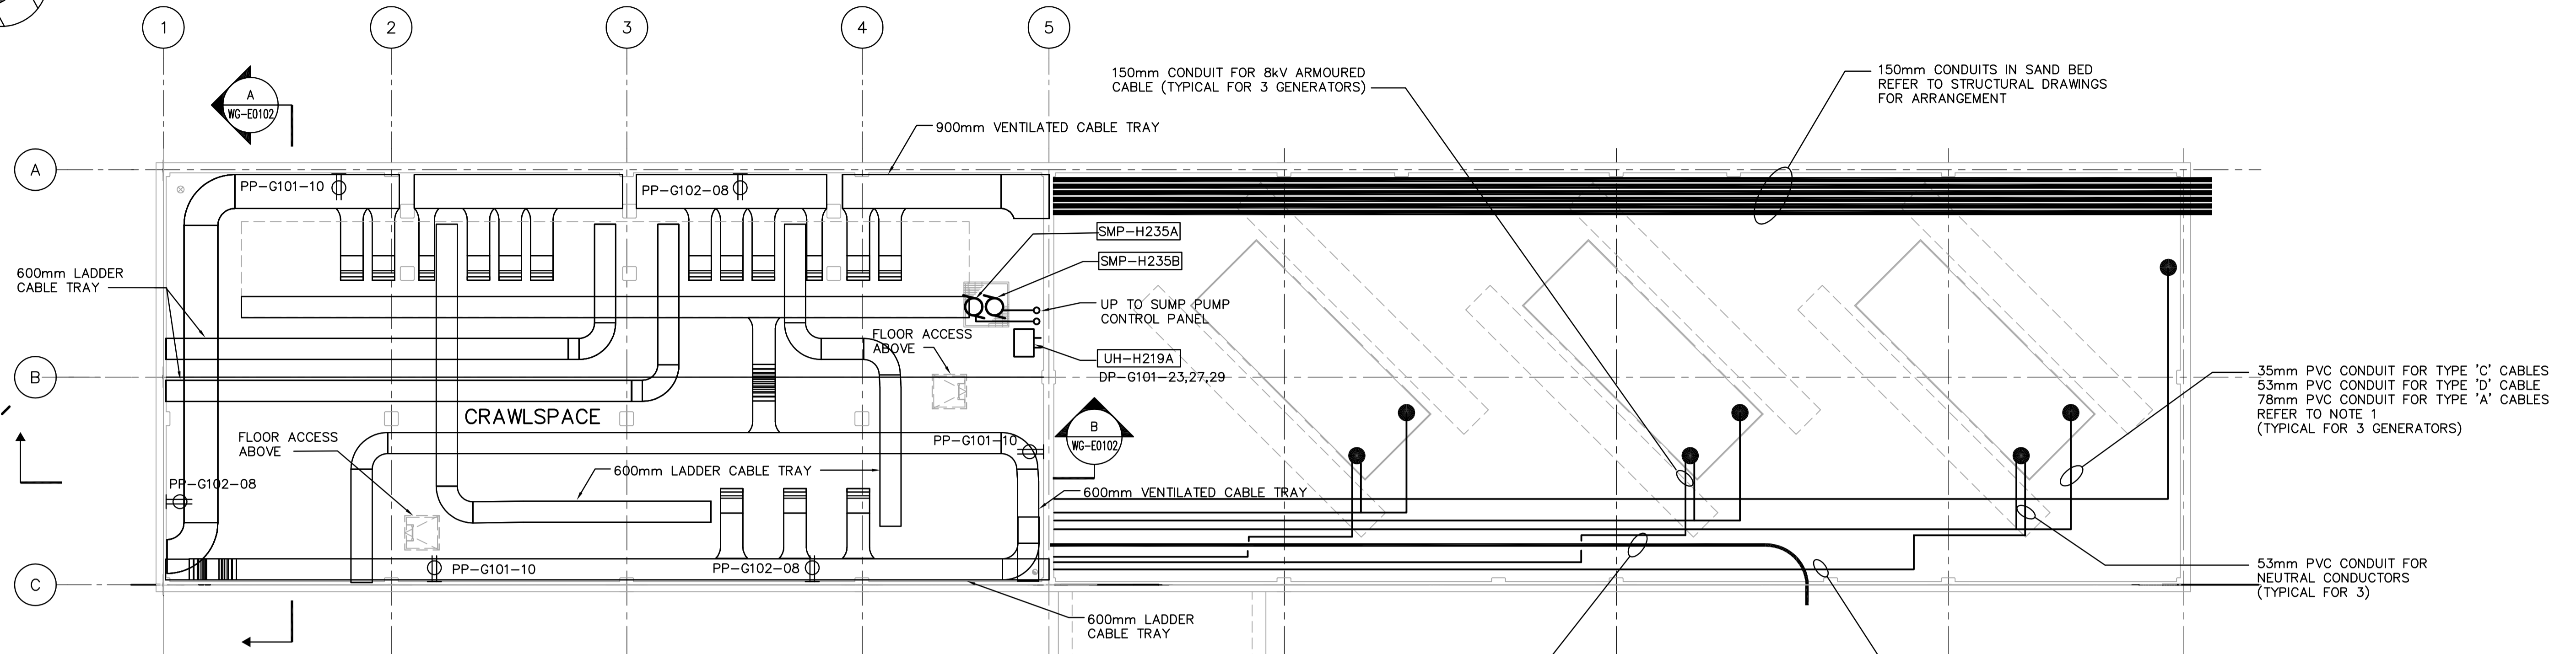 1
2
3
4
5
A
WG-E0102
150mm CONDUIT FOR 8kV ARMOURED
CABLE (TYPICAL FOR 3 GENERATORS)
150mm CONDUITS IN SAND BED
REFER TO STRUCTURAL DRAWINGS
FOR ARRANGEMENT
900mm VENTILATED CABLE TRAY
A
PP-G101-10
PP-G102-08
SMP-H235A
SMP-H235B
600mm LADDER
CABLE TRAY
UP TO SUMP PUMP
CONTROL PANEL
FLOOR ACCESS
ABOVE
UH-H219A
DP-G101-23,27,29
B
35mm PVC CONDUIT FOR TYPE 'C' CABLES
53mm PVC CONDUIT FOR TYPE 'D' CABLE
78mm PVC CONDUIT FOR TYPE 'A' CABLES
REFER TO NOTE 1
(TYPICAL FOR 3 GENERATORS)
CRAWLSPACE
FLOOR ACCESS
ABOVE
PP-G101-10
B
WG-E0102
600mm LADDER CABLE TRAY
PP-G102-08
600mm VENTILATED CABLE TRAY
PP-G101-10
PP-G102-08
C
53mm PVC CONDUIT FOR
NEUTRAL CONDUCTORS
(TYPICAL FOR 3)
600mm LADDER
CABLE TRAY